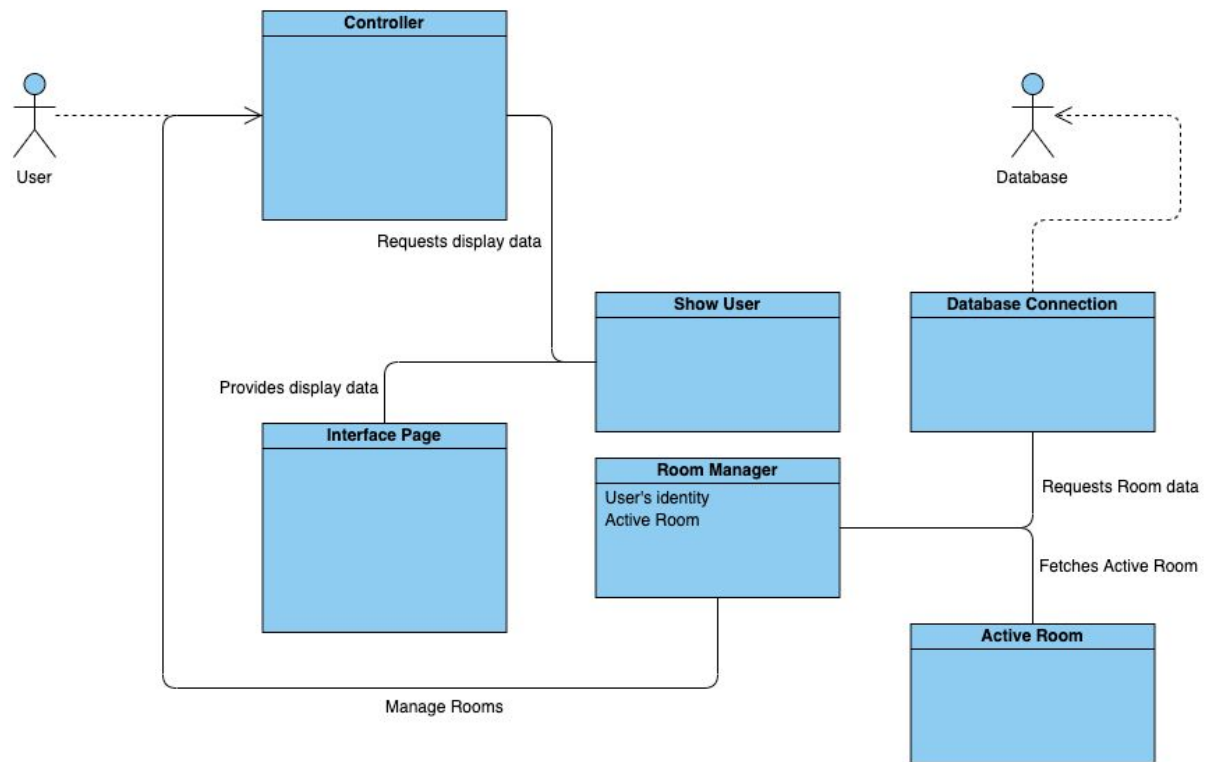 Controller
User
Database
Requests display data
Show User
Database Connection
Provides display data
Interface Page
Room Manager
User's identity
Active Room
Requests Room data
Fetches Active Room
Active Room
Manage Rooms